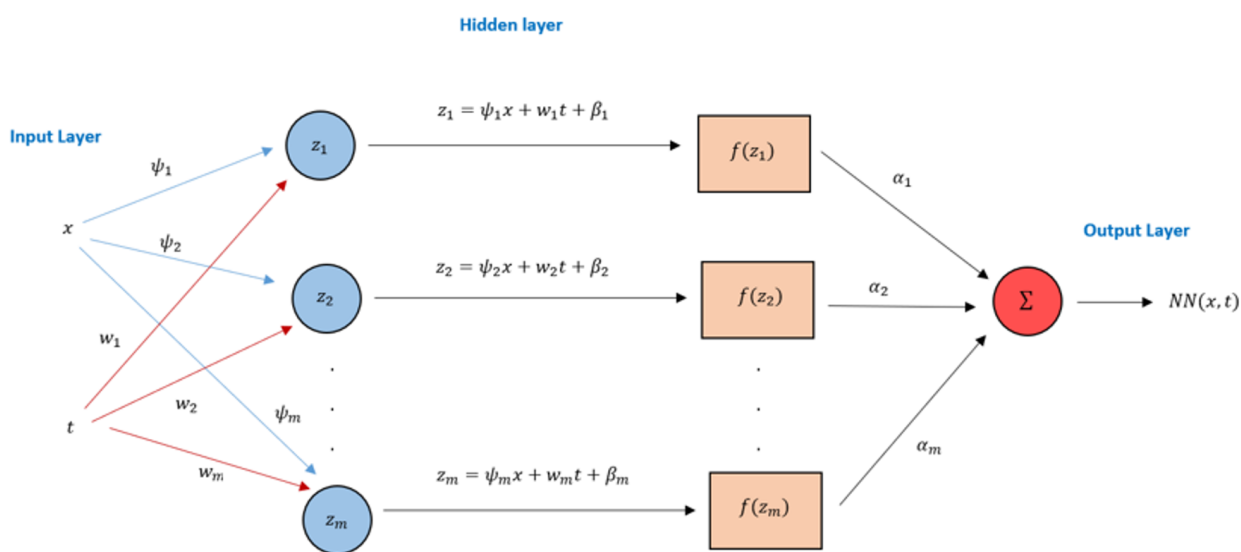 Hidden layer
Input Layer
z₁
z₁ = ψ₁x + w₁t + β₁
f(z₁)
ψ₁
α₁
x
ψ₂
Output Layer
z₂
z₂ = ψ₂x + w₂t + β₂
f(z₂)
α₂
Σ
NN(x, t)
w₁
.
.
w₂
.
.
t
ψₘ
wₘ
.
.
αₘ
zₘ
zₘ = ψₘx + wₘt + βₘ
f(zₘ)